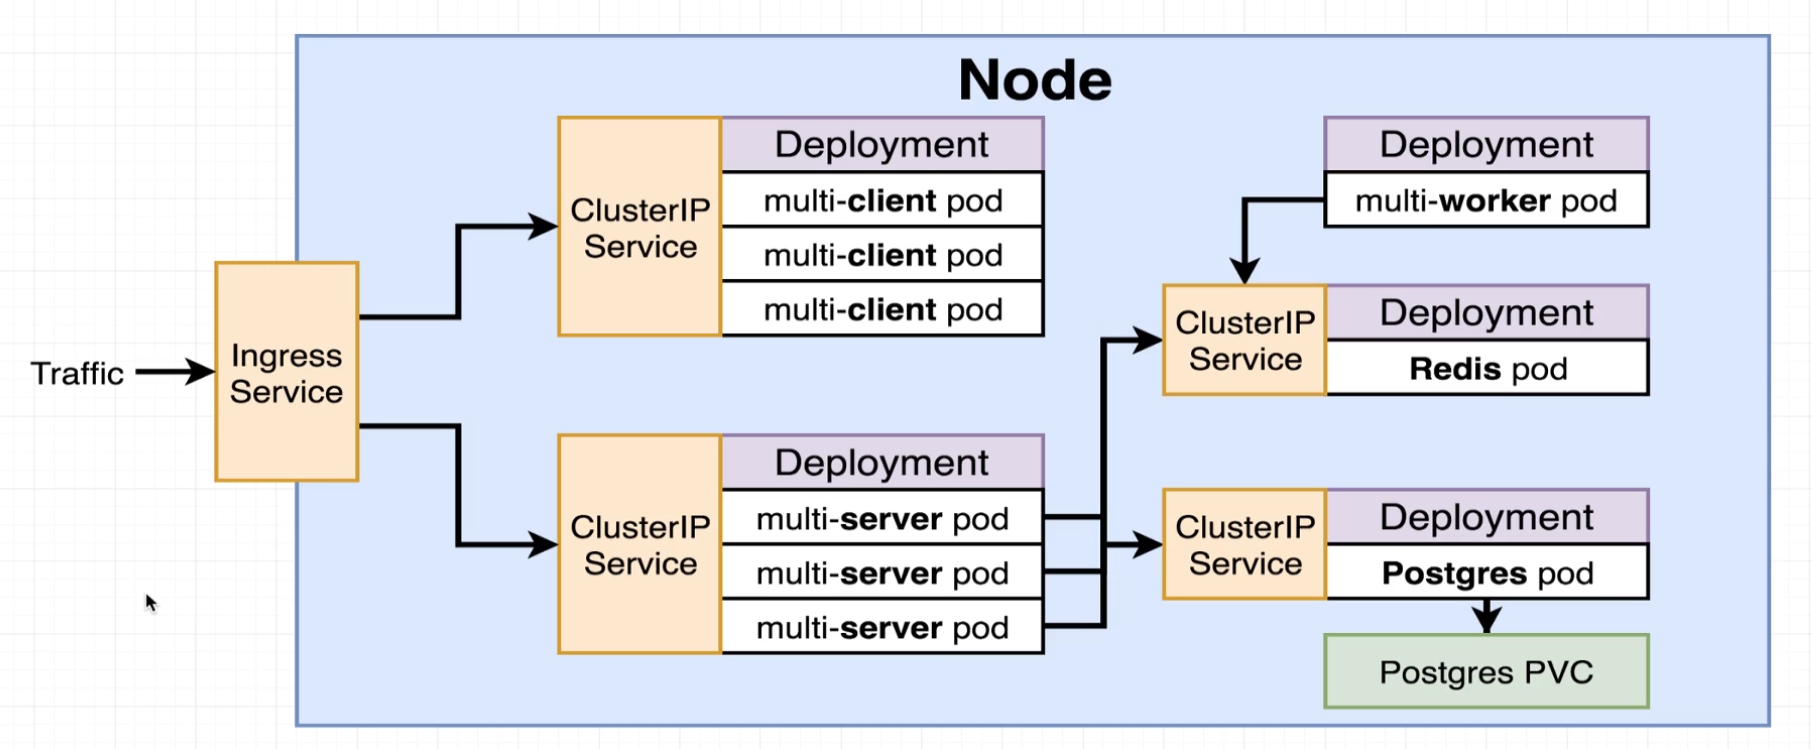 Node
Traffic
Ingress
Service
ClusterIP
Service
Deployment
multi-client pod
multi-client pod
multi-client pod
ClusterIP
Service
Deployment
multi-server pod
multi-server pod
multi-server pod
Deployment
multi-worker pod
ClusterIP
Service
Deployment
Redis pod
ClusterIP
Service
Deployment
Postgres pod
Postgres PVC